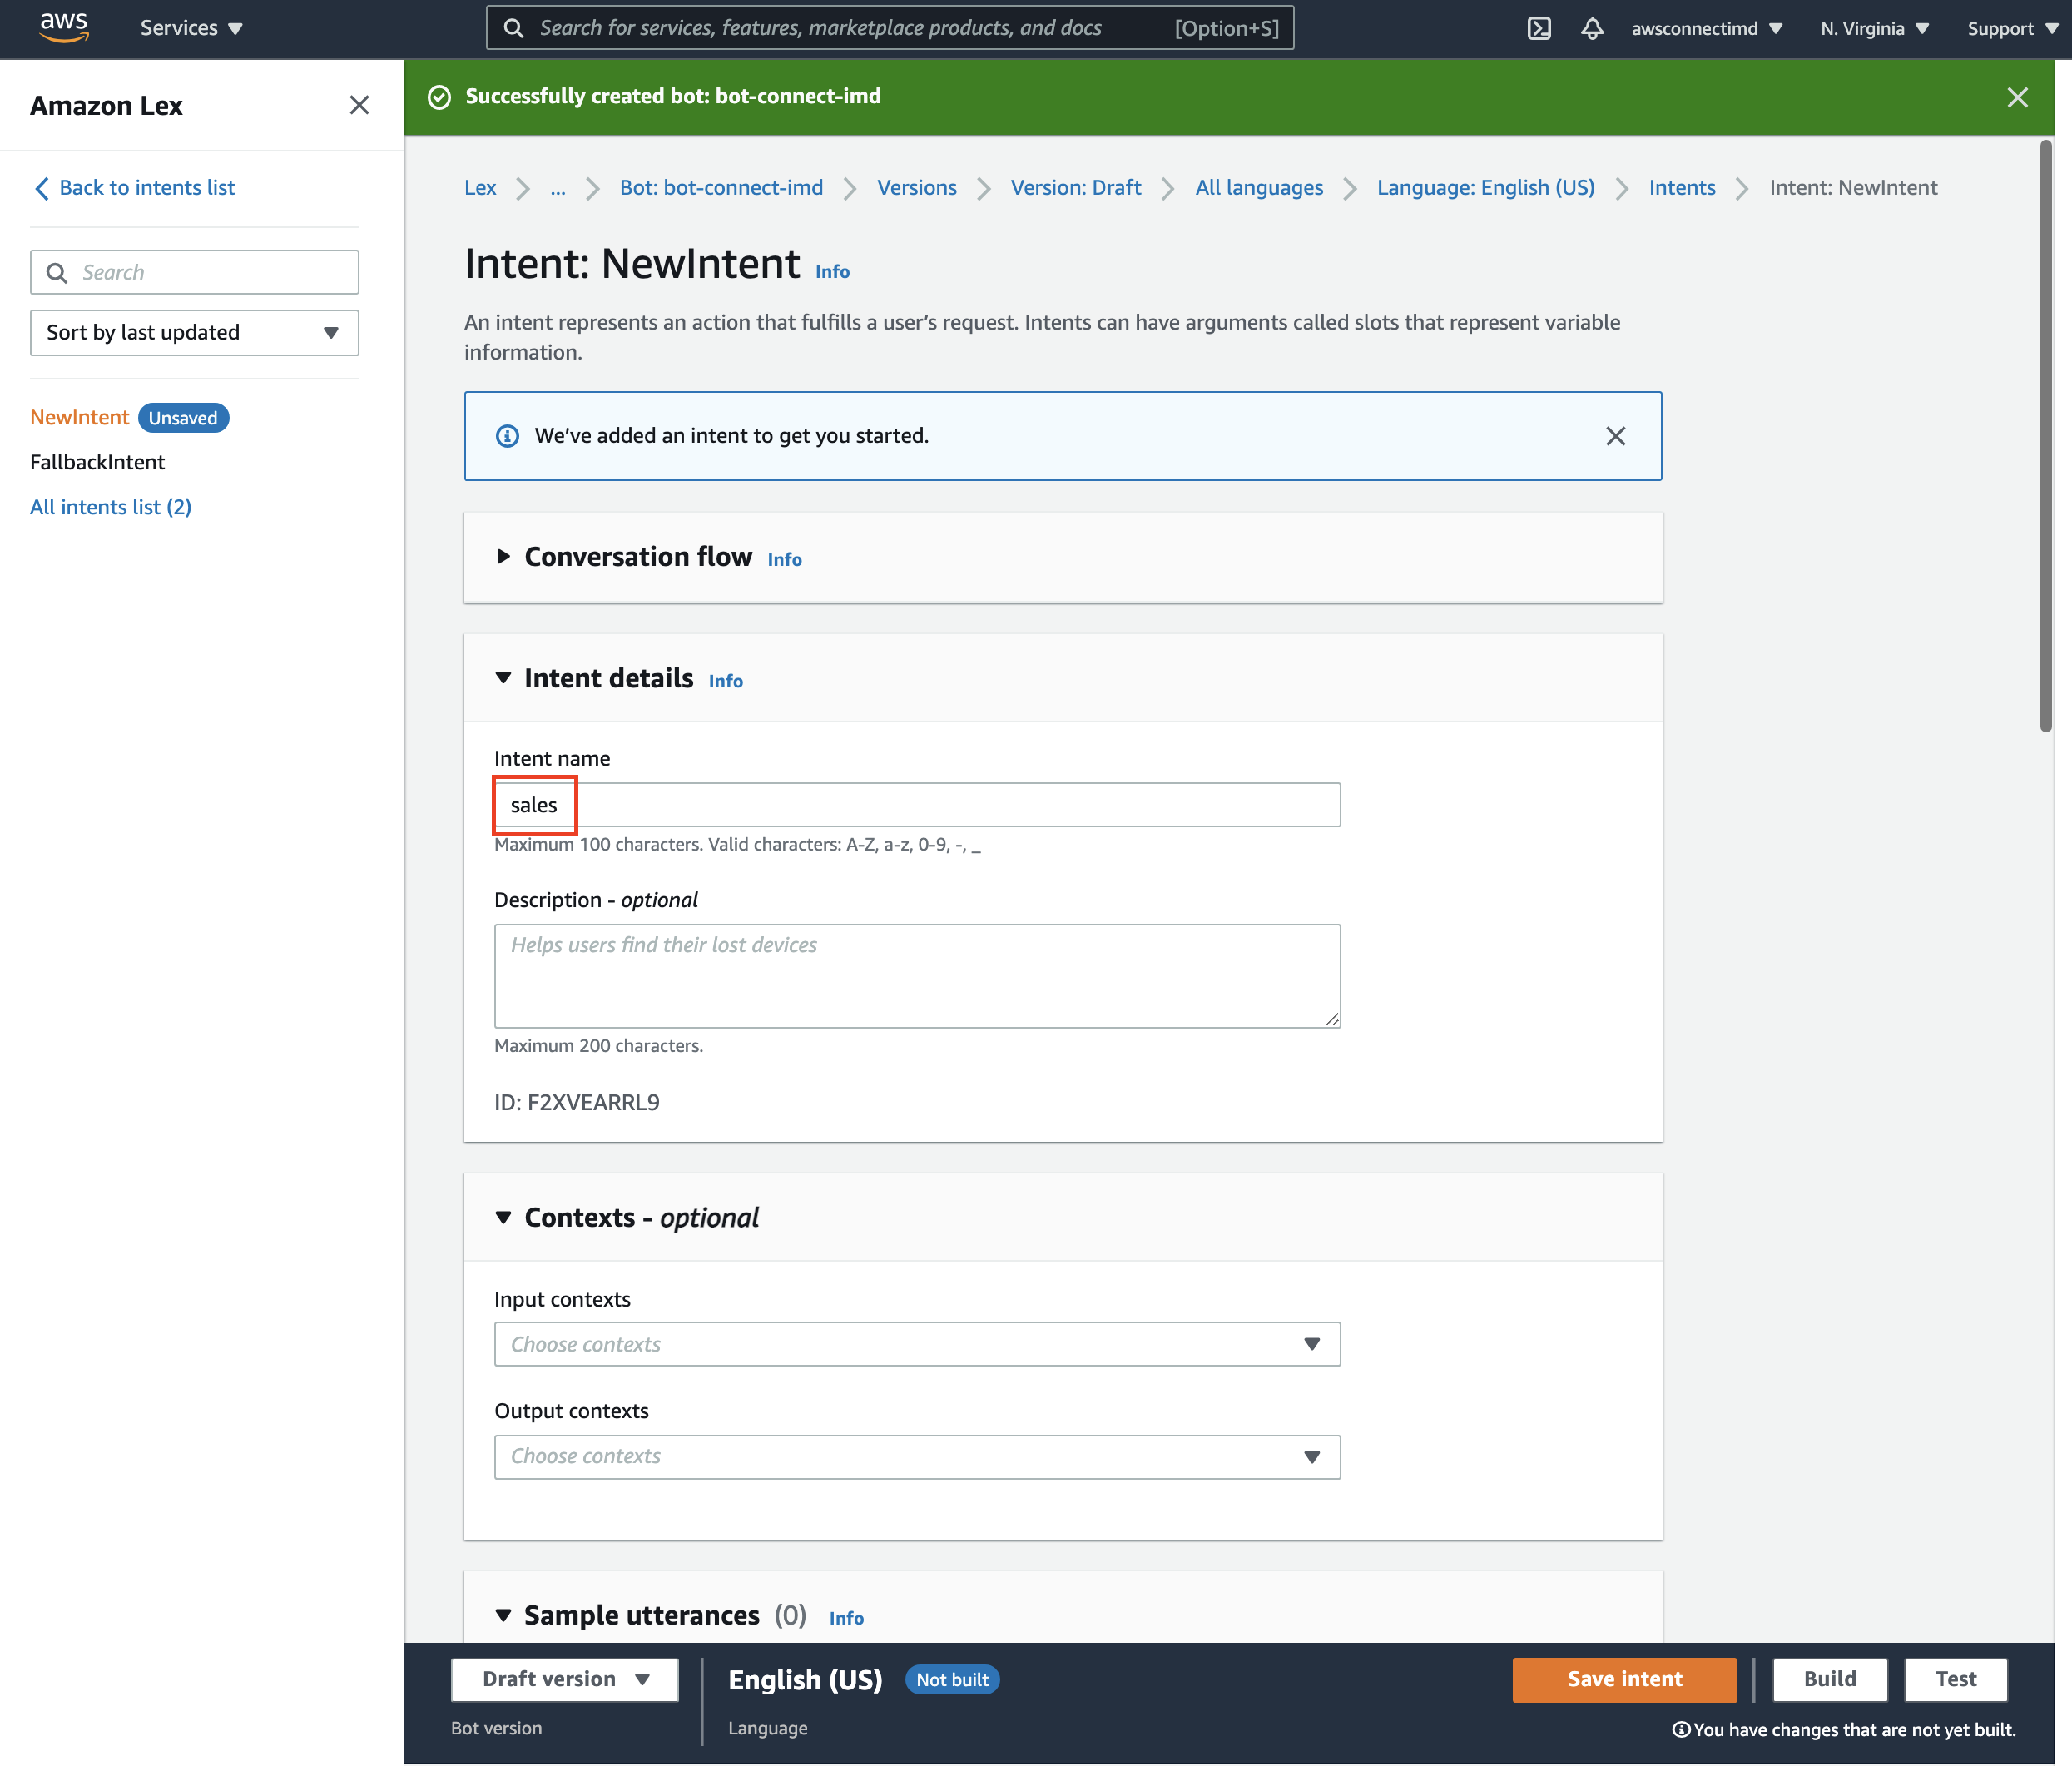 aws
Services
Search for services, features, marketplace products, and docs [Option+S]
awsconnectimd
N. Virginia
Support
Amazon Lex
Successfully created bot: bot-connect-imd
Back to intents list
Lex ... Bot: bot-connect-imd Versions Version: Draft All languages Language: English (US) Intents Intent: NewIntent
Search
Sort by last updated
NewIntent Unsaved
FallbackIntent
All intents list (2)
Intent: NewIntent Info
An intent represents an action that fulfills a user's request. Intents can have arguments called slots that represent variable
information.
We've added an intent to get you started.
Conversation flow Info
Intent details Info
Intent name
sales
Maximum 100 characters. Valid characters: A-Z, a-z, 0-9, -, _
Description - optional
Helps users find their lost devices
Maximum 200 characters.
ID: F2XVEARRL9
Contexts - optional
Input contexts
Choose contexts
Output contexts
Choose contexts
Sample utterances (0) Info
Draft version
Bot version
English (US) Not built
Language
Save intent
Build
Test
You have changes that are not yet built.